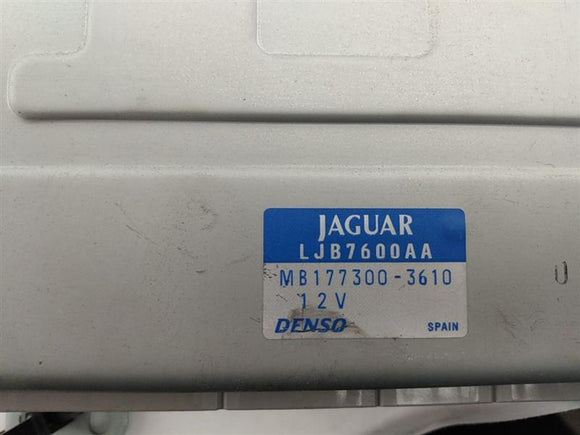 JAGUAR
LJB7600AA
MB177300-3610
12V
DENSO SPAIN
U